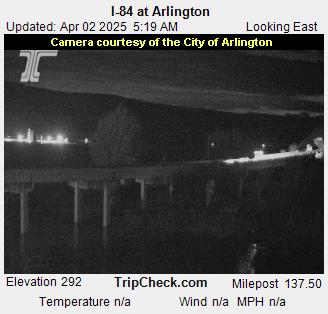 I-84 at Arlington
Updated: Apr 02 2025 5:19 AM Looking East
Camera courtesy of the City of Arlington
Elevation 292 TripCheck.com Milepost 137.50
Temperature n/a Wind n/a MPH n/a